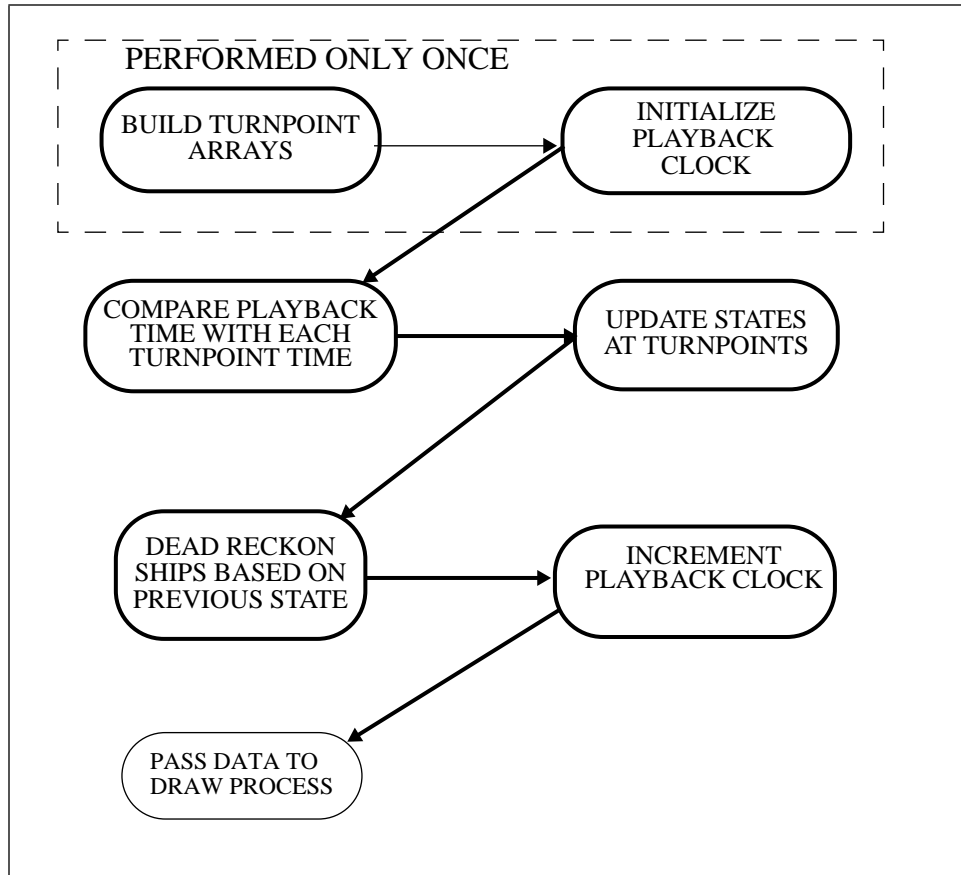 PERFORMED ONLY ONCE
BUILD TURNPOINT
ARRAYS
INITIALIZE
PLAYBACK
CLOCK
COMPARE PLAYBACK
TIME WITH EACH
TURNPOINT TIME
UPDATE STATES
AT TURNPOINTS
DEAD RECKON
SHIPS BASED ON
PREVIOUS STATE
INCREMENT
PLAYBACK CLOCK
PASS DATA TO
DRAW PROCESS